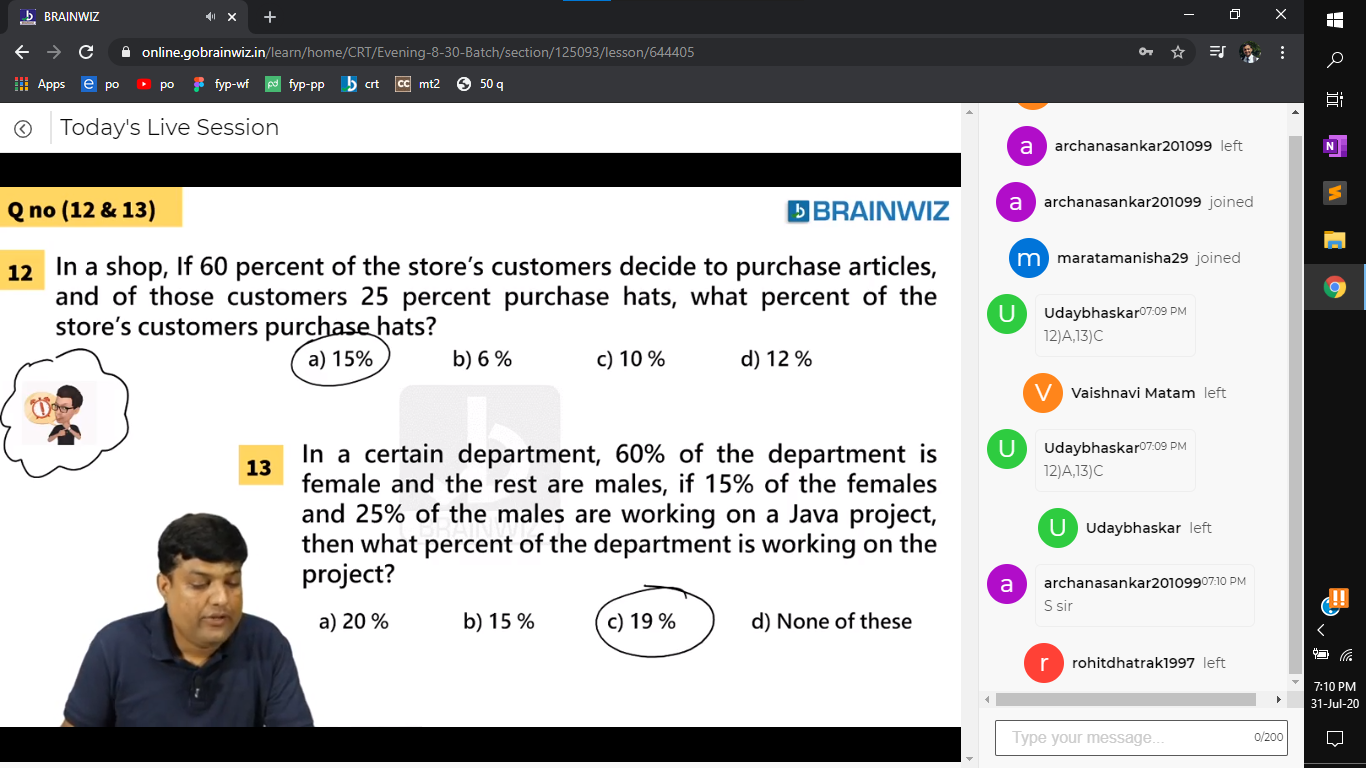 BRAINWIZ
online.gobrainwiz.in/learn/home/CRT/Evening-8-30-Batch/section/125093/lesson/644405
Apps po po fyp-wf fyp-pp crt mt2 50 q
Today's Live Session
Q no (12 & 13)
BRAINWIZ
12 In a shop, If 60 percent of the store's customers decide to purchase articles,
and of those customers 25 percent purchase hats, what percent of the
store's customers purchase hats?
a) 15% b) 6 % c) 10 % d) 12 %
13 In a certain department, 60% of the department is
female and the rest are males, if 15% of the females
and 25% of the males are working on a Java project,
then what percent of the department is working on the
project?
a) 20 % b) 15 % c) 19 % d) None of these
BRAINWIZ
a archanasankar201099 left
a archanasankar201099 joined
m maratamanisha29 joined
U Udaybhaskar 07:09 PM
12)A,13)C
V Vaishnavi Matam left
U Udaybhaskar 07:09 PM
12)A,13)C
U Udaybhaskar left
a archanasankar201099 07:10 PM
S sir
r rohitdhatrak1997 left
Type your message... 0/200
7:10 PM
31-Jul-20